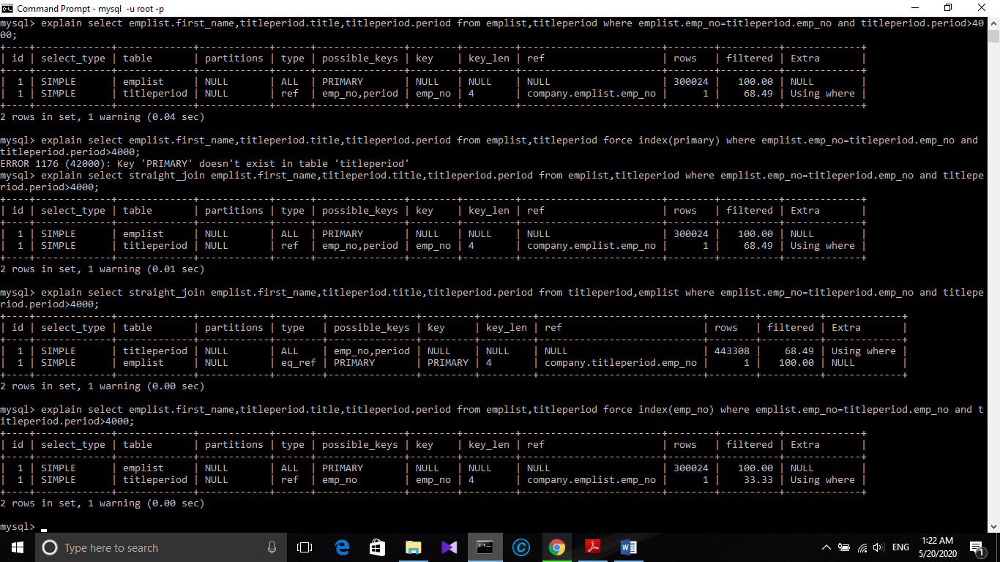 Command Prompt - mysql -u root -p
mysql> explain select emplist.first_name,titleperiod.title,titleperiod.period from emplist,titleperiod where emplist.emp_no=titleperiod.emp_no and titleperiod.period>40
00;
+----+-------------+-------------+------------+------+---------------+--------+---------+------------------------+--------+----------+-------------+
| id | select_type | table       | partitions | type | possible_keys | key    | key_len | ref                    | rows   | filtered | Extra       |
+----+-------------+-------------+------------+------+---------------+--------+---------+------------------------+--------+----------+-------------+
|  1 | SIMPLE      | emplist     | NULL       | ALL  | PRIMARY       | NULL   | NULL    | NULL                   | 300024 |   100.00 | NULL        |
|  1 | SIMPLE      | titleperiod | NULL       | ref  | emp_no,period | emp_no | 4       | company.emplist.emp_no |      1 |    68.49 | Using where |
+----+-------------+-------------+------------+------+---------------+--------+---------+------------------------+--------+----------+-------------+
2 rows in set, 1 warning (0.04 sec)
mysql> explain select emplist.first_name,titleperiod.title,titleperiod.period from emplist,titleperiod force index(primary) where emplist.emp_no=titleperiod.emp_no and
titleperiod.period>4000;
ERROR 1176 (42000): Key 'PRIMARY' doesn't exist in table 'titleperiod'
mysql> explain select straight_join emplist.first_name,titleperiod.title,titleperiod.period from emplist,titleperiod where emplist.emp_no=titleperiod.emp_no and titlepe
riod.period>4000;
+----+-------------+-------------+------------+------+---------------+--------+---------+------------------------+--------+----------+-------------+
| id | select_type | table       | partitions | type | possible_keys | key    | key_len | ref                    | rows   | filtered | Extra       |
+----+-------------+-------------+------------+------+---------------+--------+---------+------------------------+--------+----------+-------------+
|  1 | SIMPLE      | emplist     | NULL       | ALL  | PRIMARY       | NULL   | NULL    | NULL                   | 300024 |   100.00 | NULL        |
|  1 | SIMPLE      | titleperiod | NULL       | ref  | emp_no,period | emp_no | 4       | company.emplist.emp_no |      1 |    68.49 | Using where |
+----+-------------+-------------+------------+------+---------------+--------+---------+------------------------+--------+----------+-------------+
2 rows in set, 1 warning (0.01 sec)
mysql> explain select straight_join emplist.first_name,titleperiod.title,titleperiod.period from titleperiod,emplist where emplist.emp_no=titleperiod.emp_no and titlepe
riod.period>4000;
+----+-------------+-------------+------------+--------+---------------+---------+---------+----------------------------+--------+----------+-------------+
| id | select_type | table       | partitions | type   | possible_keys | key     | key_len | ref                        | rows   | filtered | Extra       |
+----+-------------+-------------+------------+--------+---------------+---------+---------+----------------------------+--------+----------+-------------+
|  1 | SIMPLE      | titleperiod | NULL       | ALL    | emp_no,period | NULL    | NULL    | NULL                       | 443308 |    68.49 | Using where |
|  1 | SIMPLE      | emplist     | NULL       | eq_ref | PRIMARY       | PRIMARY | 4       | company.titleperiod.emp_no |      1 |   100.00 | NULL        |
+----+-------------+-------------+------------+--------+---------------+---------+---------+----------------------------+--------+----------+-------------+
2 rows in set, 1 warning (0.00 sec)
mysql> explain select emplist.first_name,titleperiod.title,titleperiod.period from emplist,titleperiod force index(emp_no) where emplist.emp_no=titleperiod.emp_no and t
itleperiod.period>4000;
+----+-------------+-------------+------------+------+---------------+--------+---------+------------------------+--------+----------+-------------+
| id | select_type | table       | partitions | type | possible_keys | key    | key_len | ref                    | rows   | filtered | Extra       |
+----+-------------+-------------+------------+------+---------------+--------+---------+------------------------+--------+----------+-------------+
|  1 | SIMPLE      | emplist     | NULL       | ALL  | PRIMARY       | NULL   | NULL    | NULL                   | 300024 |   100.00 | NULL        |
|  1 | SIMPLE      | titleperiod | NULL       | ref  | emp_no        | emp_no | 4       | company.emplist.emp_no |      1 |    33.33 | Using where |
+----+-------------+-------------+------------+------+---------------+--------+---------+------------------------+--------+----------+-------------+
2 rows in set, 1 warning (0.00 sec)
mysql> _
Type here to search
ENG
1:22 AM
5/20/2020
1